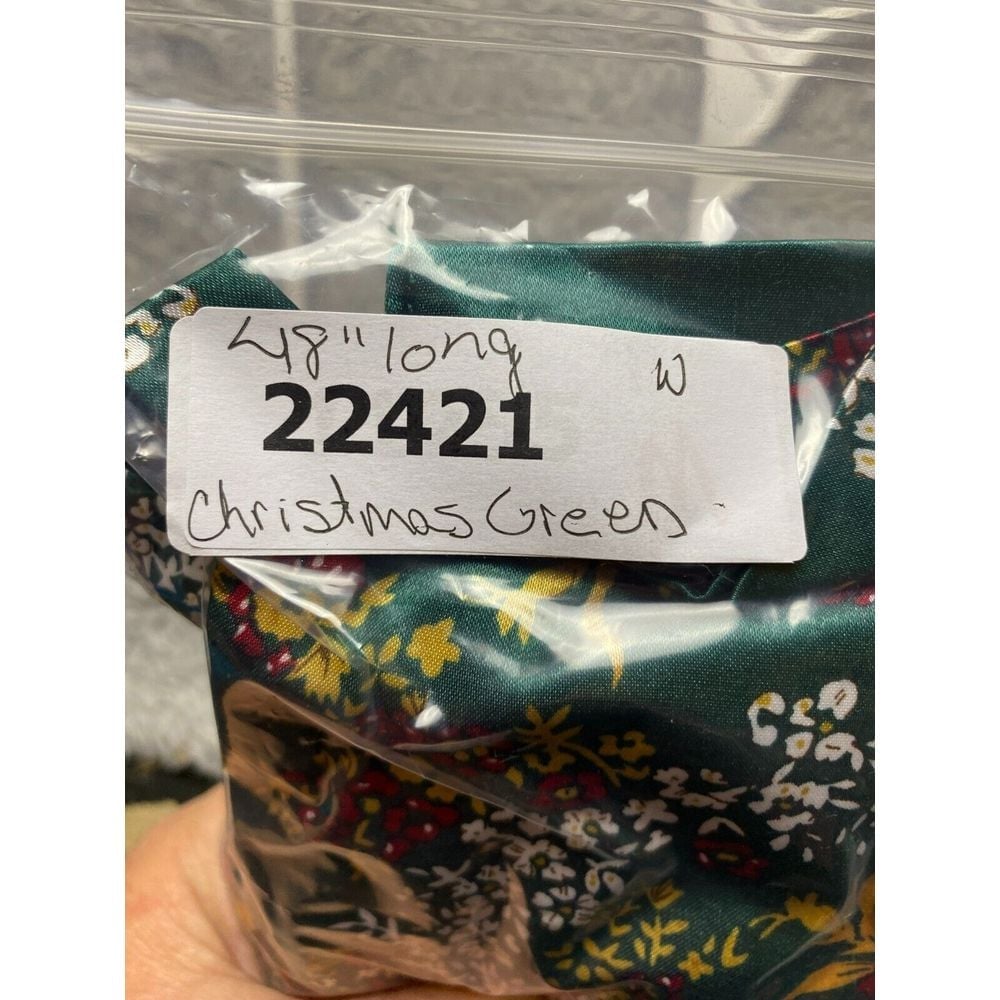 48" long W
22421
Christmas Green